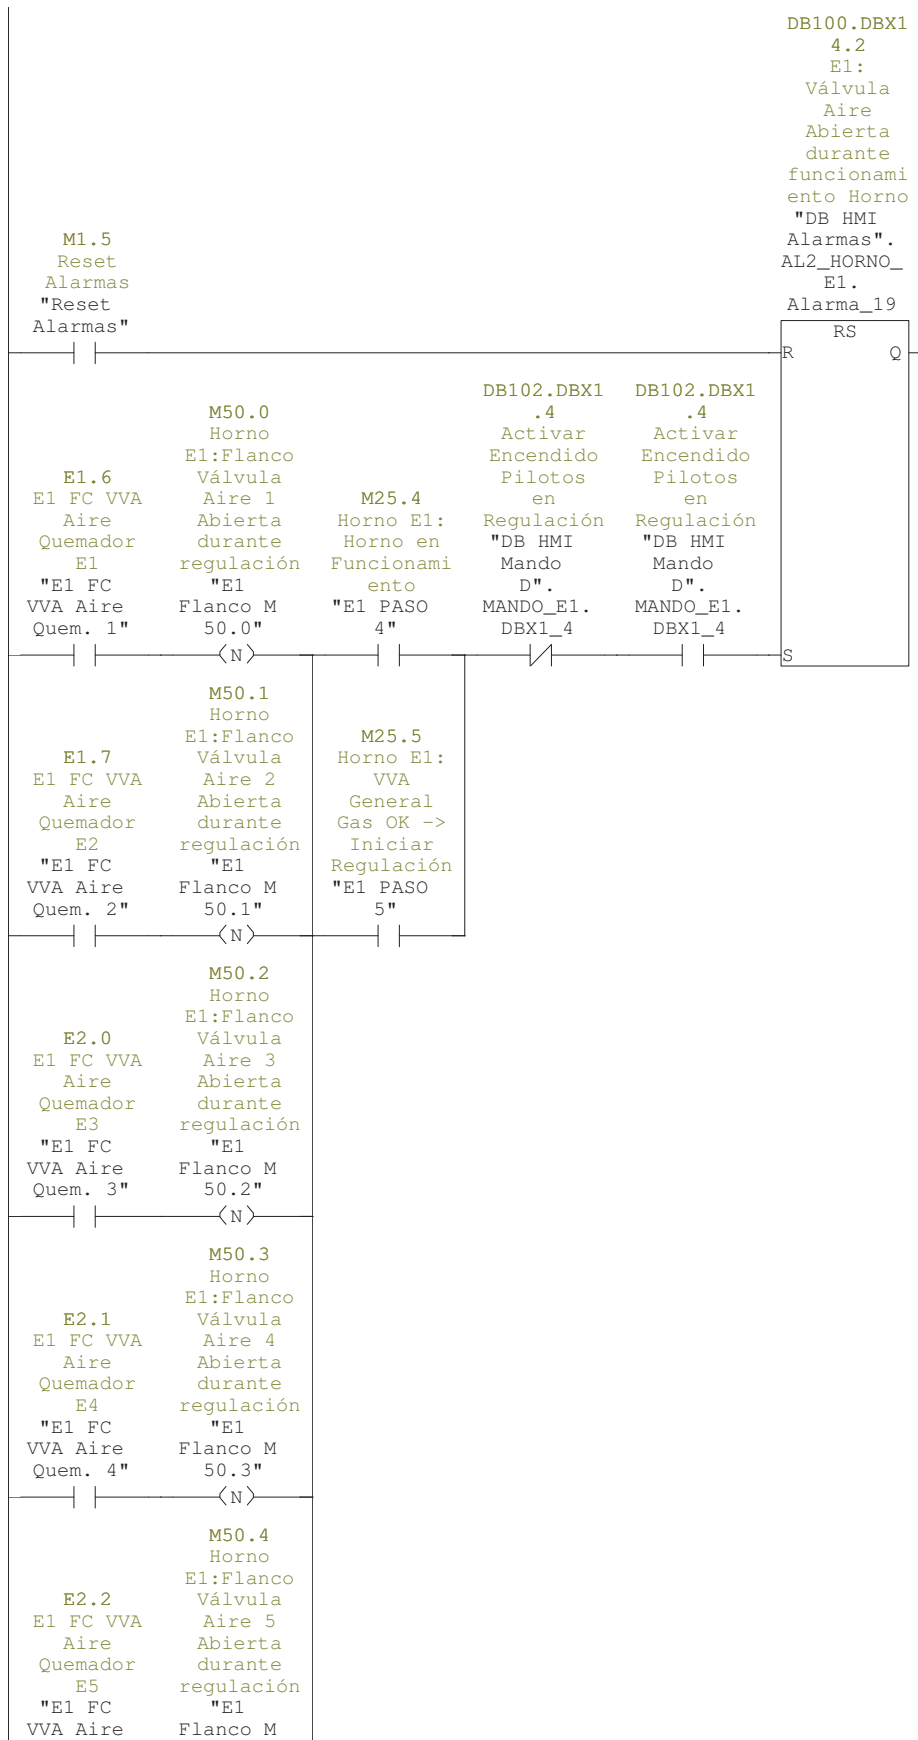 DB100.DBX1
4.2
E1:
Válvula
Aire
Abierta
durante
funcionami
ento Horno
"DB HMI
Alarmas".
AL2_HORNO_
E1.
Alarma_19
M1.5
Reset
Alarmas
"Reset
Alarmas"
RS
R
Q
E1.6
E1 FC VVA
Aire
Quemador
E1
"E1 FC
VVA Aire
Quem. 1"
M50.0
Horno
E1:Flanco
Válvula
Aire 1
Abierta
durante
regulación
"E1
Flanco M
50.0"
N
M25.4
Horno E1:
Horno en
Funcionami
ento
"E1 PASO
4"
DB102.DBX1
.4
Activar
Encendido
Pilotos
en
Regulación
"DB HMI
Mando
D".
MANDO_E1.
DBX1_4
DB102.DBX1
.4
Activar
Encendido
Pilotos
en
Regulación
"DB HMI
Mando
D".
MANDO_E1.
DBX1_4
S
E1.7
E1 FC VVA
Aire
Quemador
E2
"E1 FC
VVA Aire
Quem. 2"
M50.1
Horno
E1:Flanco
Válvula
Aire 2
Abierta
durante
regulación
"E1
Flanco M
50.1"
N
M25.5
Horno E1:
VVA
General
Gas OK ->
Iniciar
Regulación
"E1 PASO
5"
E2.0
E1 FC VVA
Aire
Quemador
E3
"E1 FC
VVA Aire
Quem. 3"
M50.2
Horno
E1:Flanco
Válvula
Aire 3
Abierta
durante
regulación
"E1
Flanco M
50.2"
N
E2.1
E1 FC VVA
Aire
Quemador
E4
"E1 FC
VVA Aire
Quem. 4"
M50.3
Horno
E1:Flanco
Válvula
Aire 4
Abierta
durante
regulación
"E1
Flanco M
50.3"
N
E2.2
E1 FC VVA
Aire
Quemador
E5
"E1 FC
VVA Aire
M50.4
Horno
E1:Flanco
Válvula
Aire 5
Abierta
durante
regulación
"E1
Flanco M